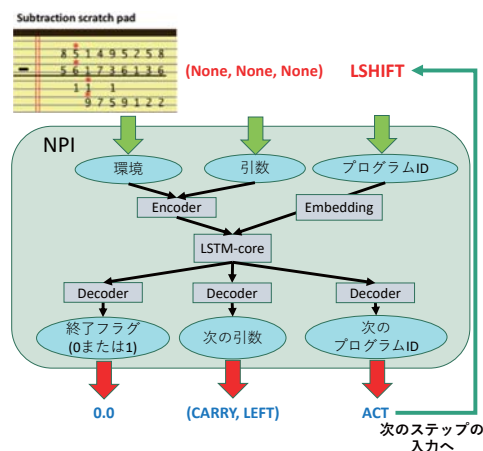 Subtraction scratch pad
8 5 1 4 9 5 2 5 8
5 6 1 7 3 6 1 3 6
1 1 1
9 7 5 9 1 2 2
(None, None, None)
LSHIFT
NPI
環境
引数
プログラムID
Encoder
Embedding
LSTM-core
Decoder
Decoder
Decoder
終了フラグ
(0または1)
次の引数
次の
プログラムID
0.0
(CARRY, LEFT)
ACT
次のステップの
入力へ